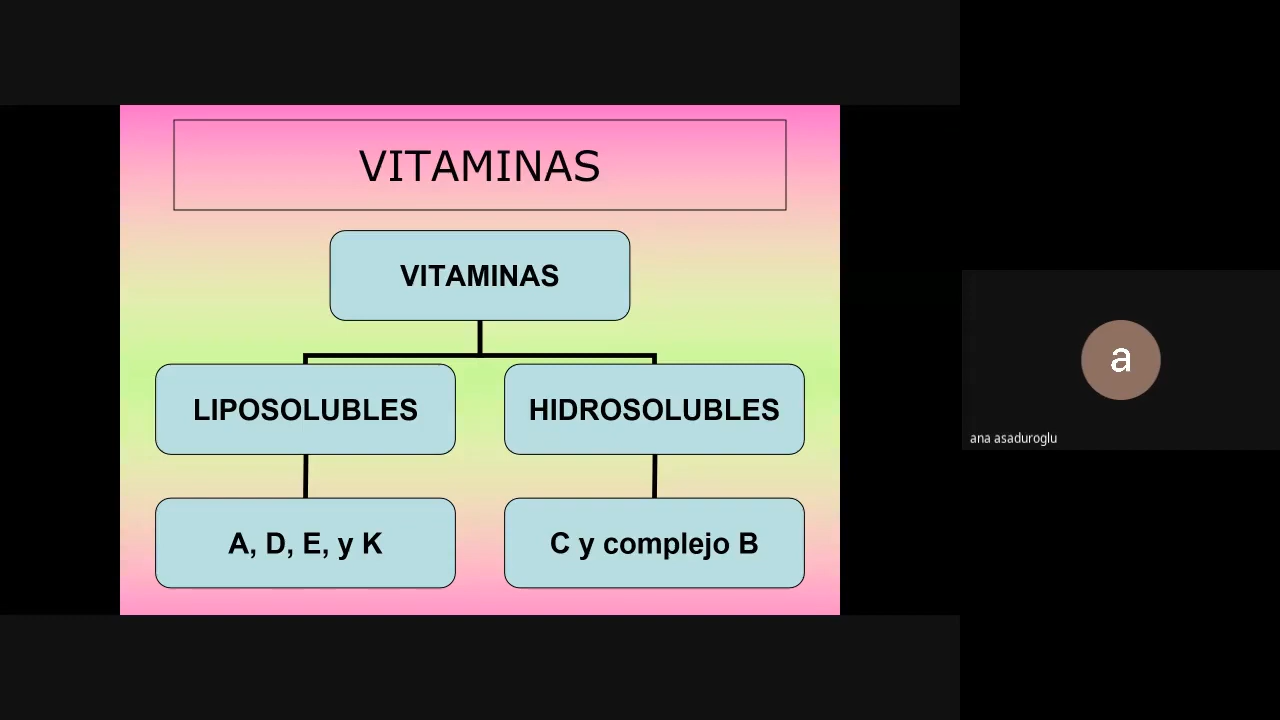 VITAMINAS
VITAMINAS
LIPOSOLUBLES
HIDROSOLUBLES
A, D, E, y K
C y complejo B
a
ana asaduroglu